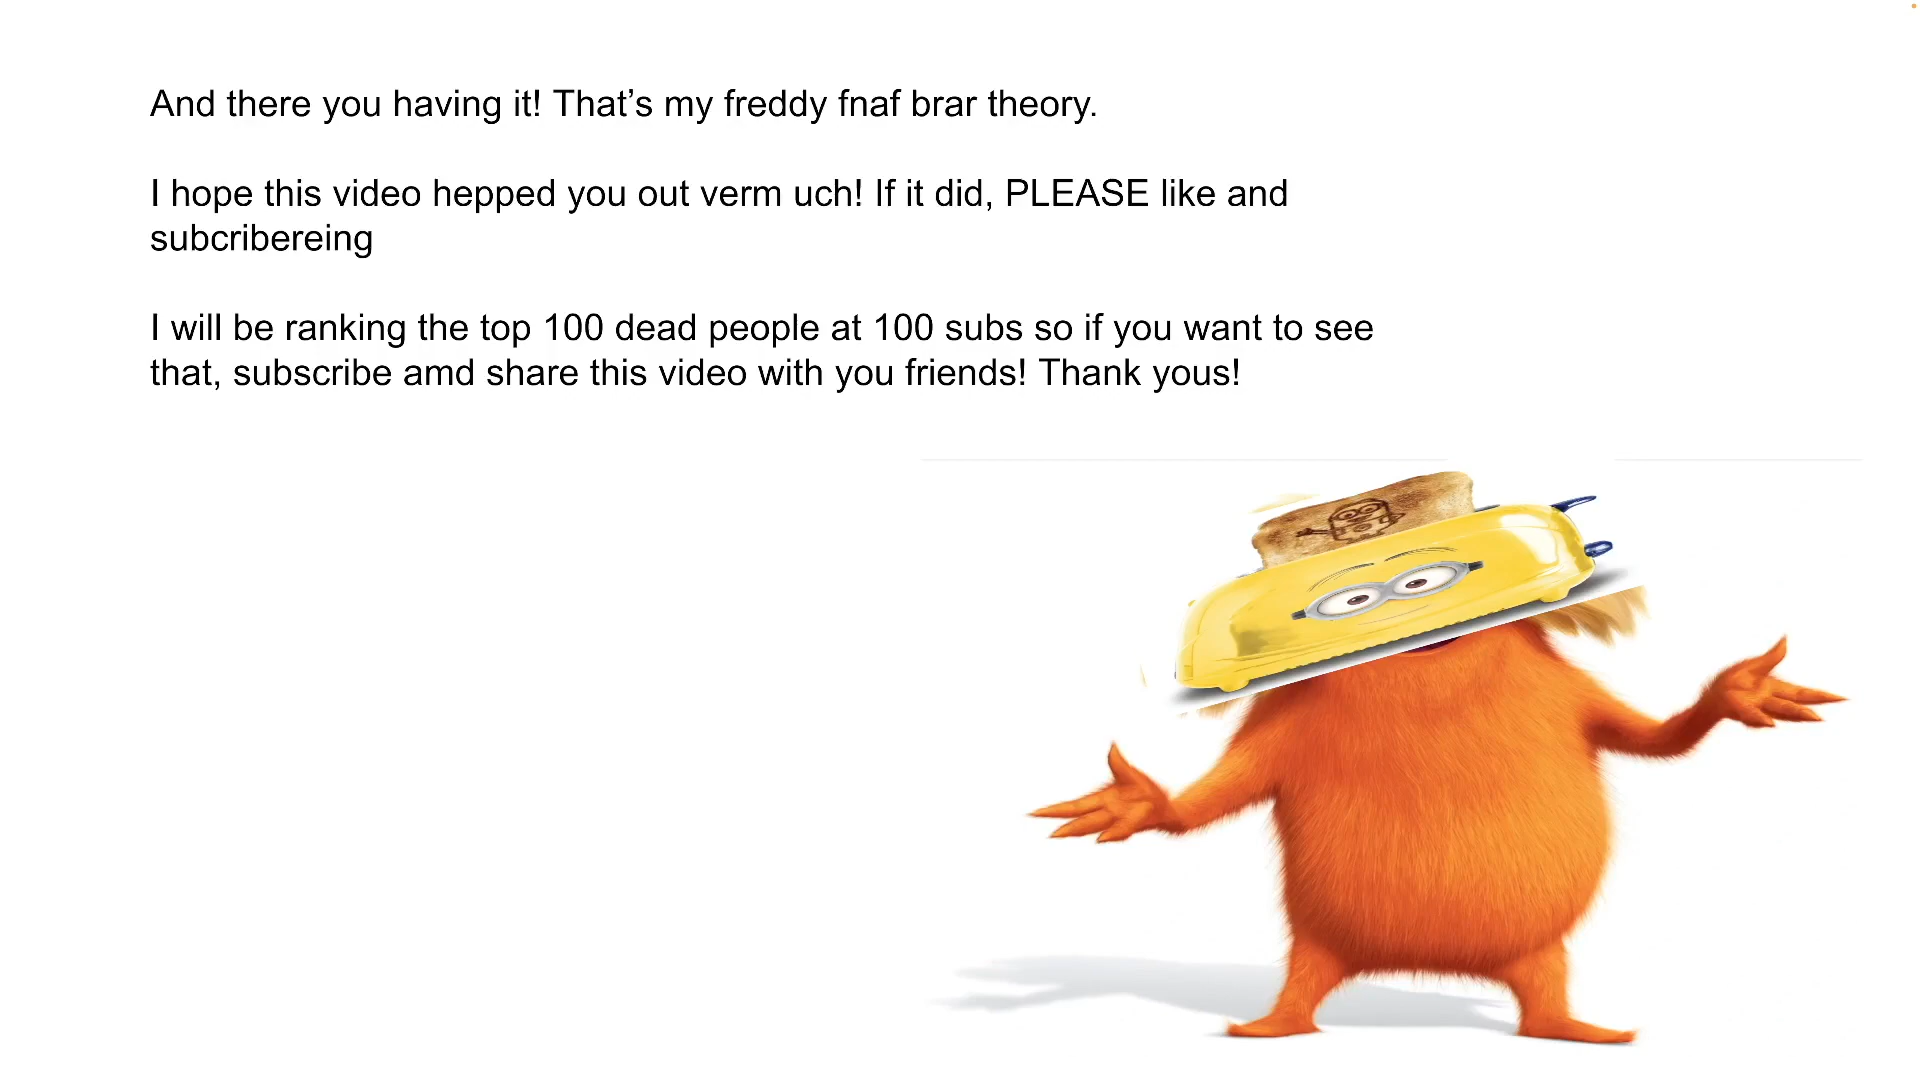 And there you having it! That’s my freddy fnaf brar theory.
I hope this video hepped you out verm uch! If it did, PLEASE like and
subcribereing
I will be ranking the top 100 dead people at 100 subs so if you want to see
that, subscribe amd share this video with you friends! Thank yous!